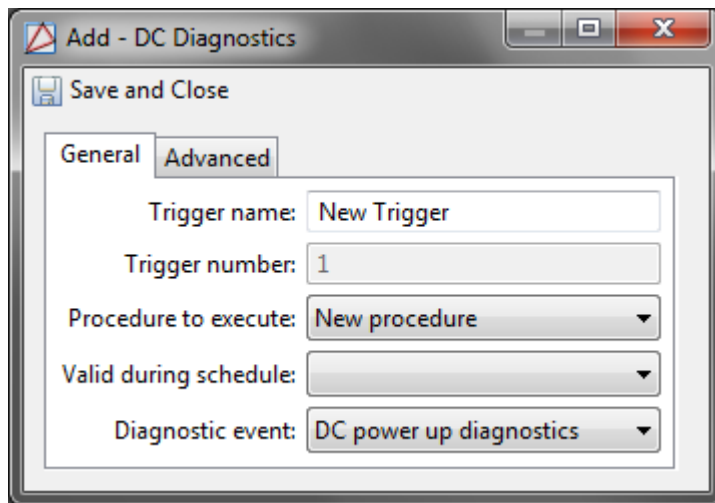 Add - DC Diagnostics
Save and Close
General Advanced
Trigger name: New Trigger
Trigger number: 1
Procedure to execute: New procedure
Valid during schedule:
Diagnostic event: DC power up diagnostics